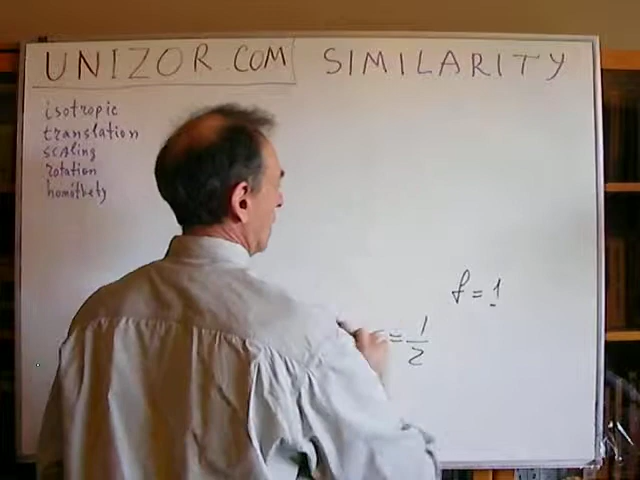 UNIZOR.COM SIMILARITY
isotropic
translation
scaling
rotation
homothety
f = 1
= 1/2